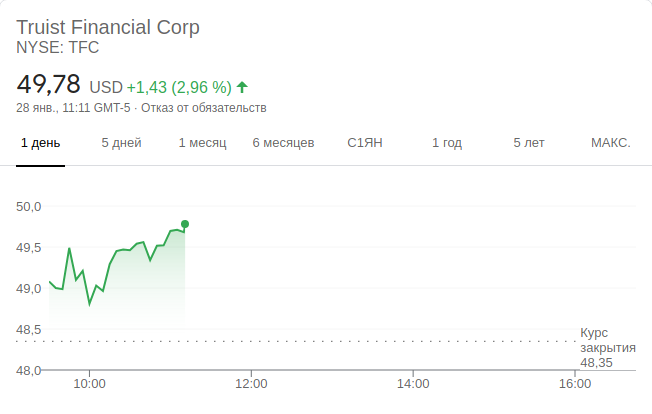 Truist Financial Corp
NYSE: TFC
49,78 USD +1,43 (2,96 %)
28 янв., 11:11 GMT-5 · Отказ от обязательств
1 день 5 дней 1 месяц 6 месяцев С1ЯН 1 год 5 лет МАКС.
50,0
49,5
49,0
48,5
Курс
закрытия
48,35
48,0
10:00 12:00 14:00 16:00